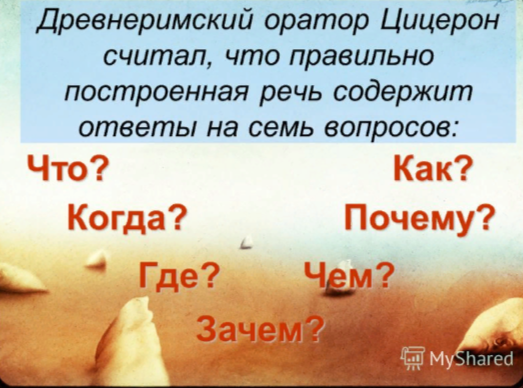 Древнеримский оратор Цицерон
считал, что правильно
построенная речь содержит
ответы на семь вопросов:
Что? Как?
Когда? Почему?
Где? Чем?
Зачем?
MyShared